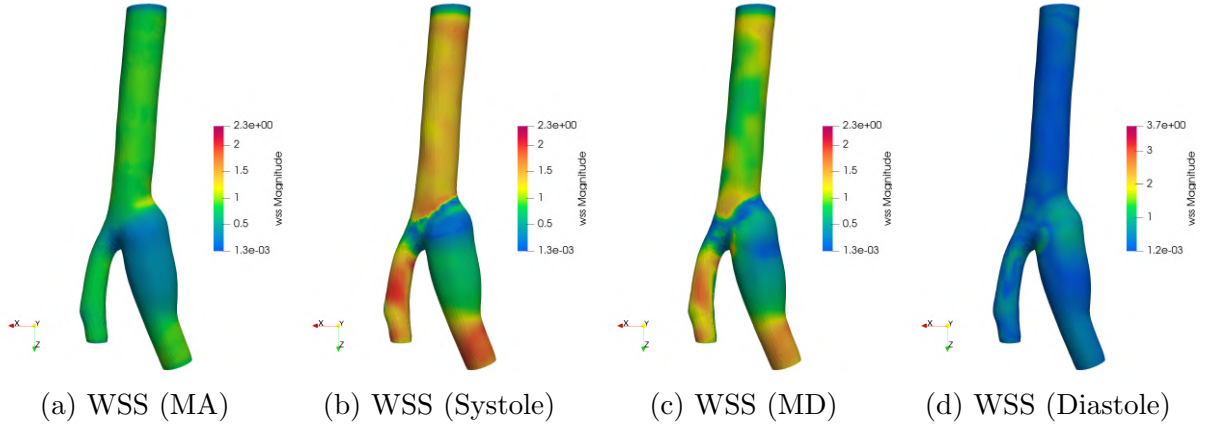 2.3e+00
2
1.5
1
0.5
1.3e-03
wss Magnitude
X Y
Z
2.3e+00
2
1.5
1
0.5
1.3e-03
wss Magnitude
X Y
Z
2.3e+00
2
1.5
1
0.5
1.3e-03
wss Magnitude
X Y
Z
3.7e+00
3
2
1
1.2e-03
wss Magnitude
X Y
Z
(a) WSS (MA)
(b) WSS (Systole)
(c) WSS (MD)
(d) WSS (Diastole)